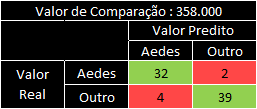 Valor de Comparação : 358.000
Valor Predito
Aedes Outro
Valor Real
Aedes 32 2
Outro 4 39